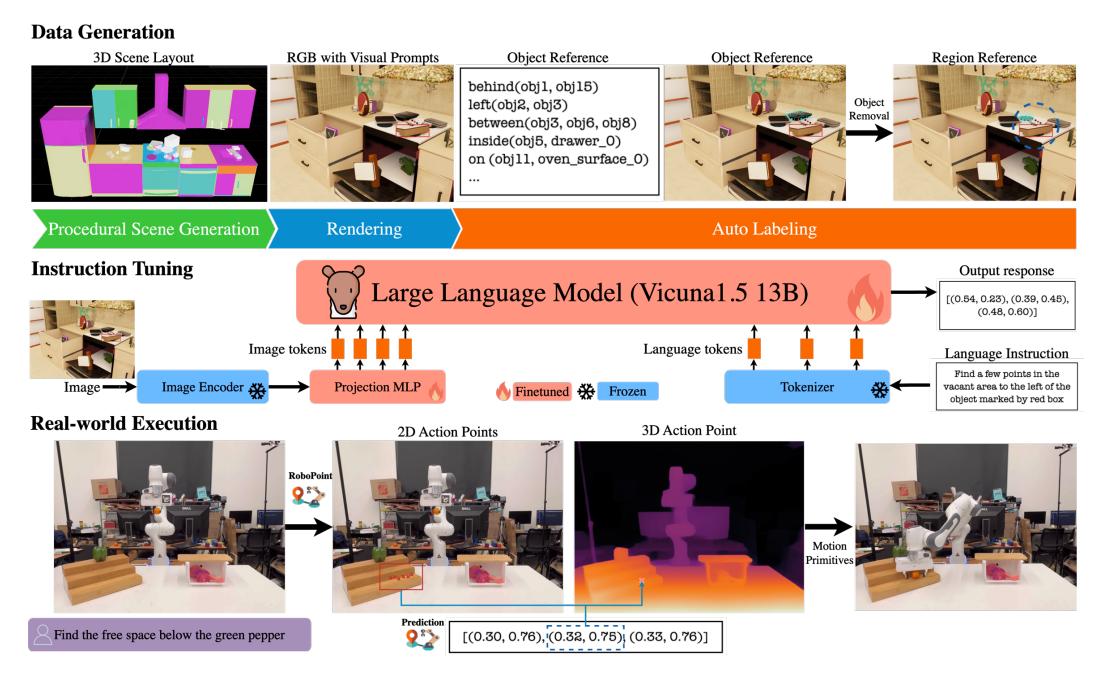 Data Generation
3D Scene Layout
RGB with Visual Prompts
Object Reference
Object Reference
Region Reference
behind(obj1, obj15)
left(obj2, obj3)
between(obj3, obj6, obj8)
inside(obj5, drawer_0)
on (obj11, oven_surface_0)
...
Object
Removal
Procedural Scene Generation
Rendering
Auto Labeling
Instruction Tuning
Large Language Model (Vicuna1.5 13B)
Output response
[(0.54, 0.23), (0.39, 0.45),
(0.48, 0.60)]
Image tokens
Language tokens
Language Instruction
Find a few points in the
vacant area to the left of the
object marked by red box
Image
Image Encoder
Projection MLP
Finetuned
Frozen
Tokenizer
Real-world Execution
2D Action Points
3D Action Point
RoboPoint
Motion
Primitives
Find the free space below the green pepper
Prediction
[(0.30, 0.76), (0.32, 0.75), (0.33, 0.76)]